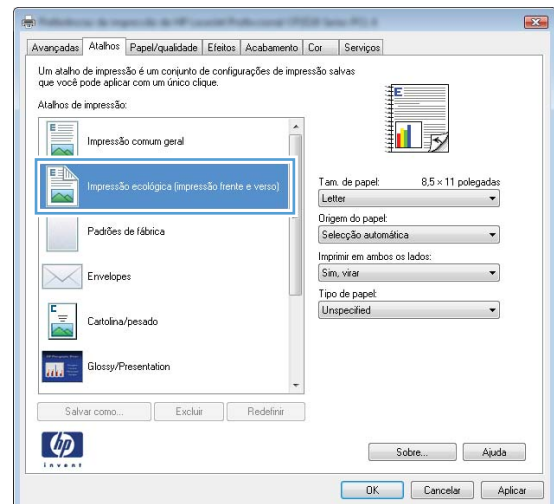 Avançadas Atalhos Papel/qualidade Efeitos Acabamento Cor Serviços
Um atalho de impressão é um conjunto de configurações de impressão salvas
que você pode aplicar com um único clique.
Atalhos de impressão:
Impressão comum geral
Impressão ecológica (impressão frente e verso)
Padrões de fábrica
Envelopes
Cartolina/pesado
Glossy/Presentation
Salvar como... Excluir Redefinir
Tam. de papel: 8,5 × 11 polegadas
Letter
Origem do papel:
Selecção automática
Imprimir em ambos os lados:
Sim, virar
Tipo de papel:
Unspecified
hp
invent
Sobre... Ajuda
OK Cancelar Aplicar